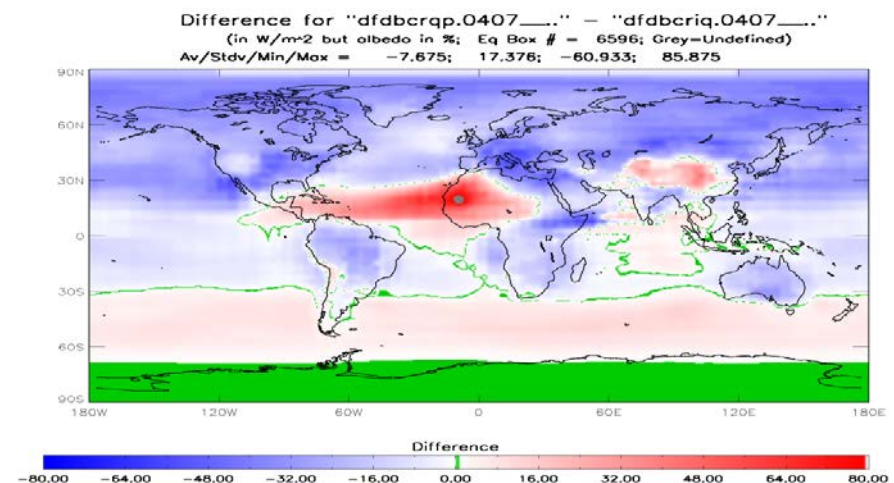 Difference for "dfdbcrqp.0407___.." – "dfdbcriq.0407___.."
(in W/m^2 but albedo in %; Eq Box # = 6596; Grey=Undefined)
Av/Stdv/Min/Max = -7.675; 17.376; -60.933; 85.875
90N
60N
30N
0
30S
60S
90S
180W 120W 60W 0 60E 120E 180E
Difference
-80.00 -64.00 -48.00 -32.00 -16.00 0.00 16.00 32.00 48.00 64.00 80.00